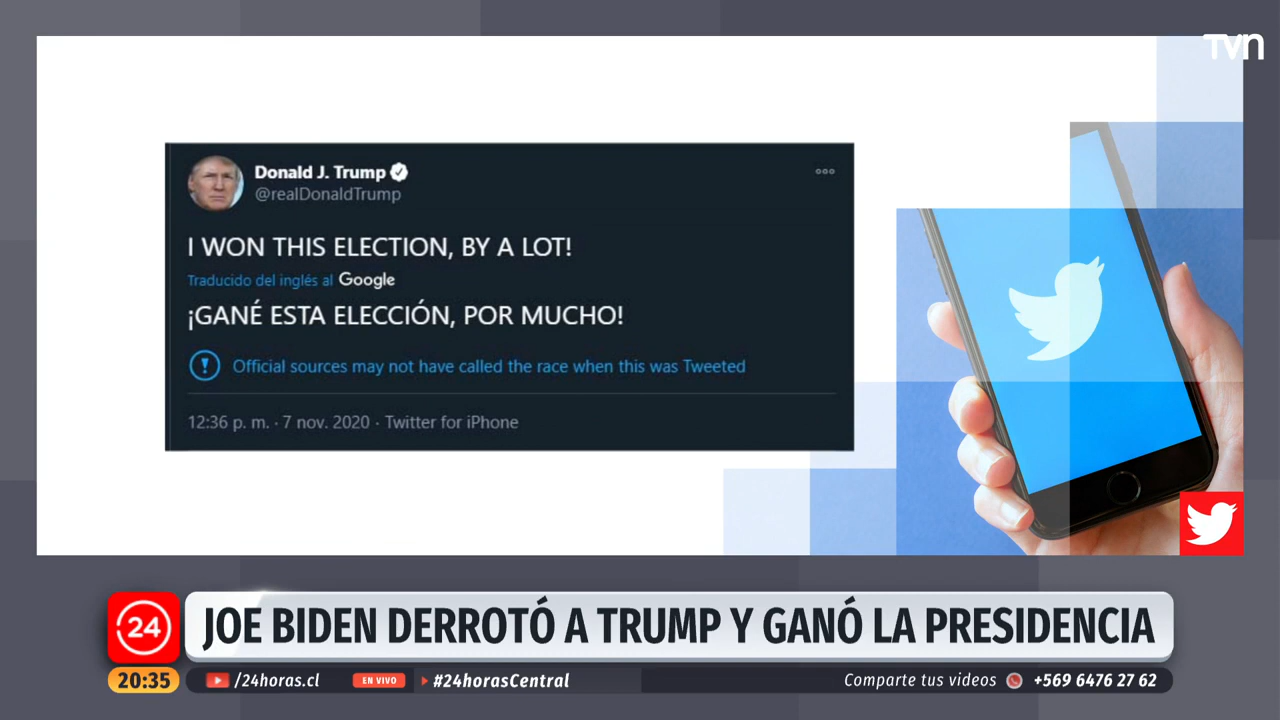 TVN
Donald J. Trump
@realDonaldTrump
I WON THIS ELECTION, BY A LOT!
Traducido del inglés al Google
¡GANÉ ESTA ELECCIÓN, POR MUCHO!
Official sources may not have called the race when this was Tweeted
12:36 p. m. · 7 nov. 2020 · Twitter for iPhone
24
JOE BIDEN DERROTÓ A TRUMP Y GANÓ LA PRESIDENCIA
20:35 /24horas.cl EN VIVO #24horasCentral Comparte tus videos +569 6476 27 62